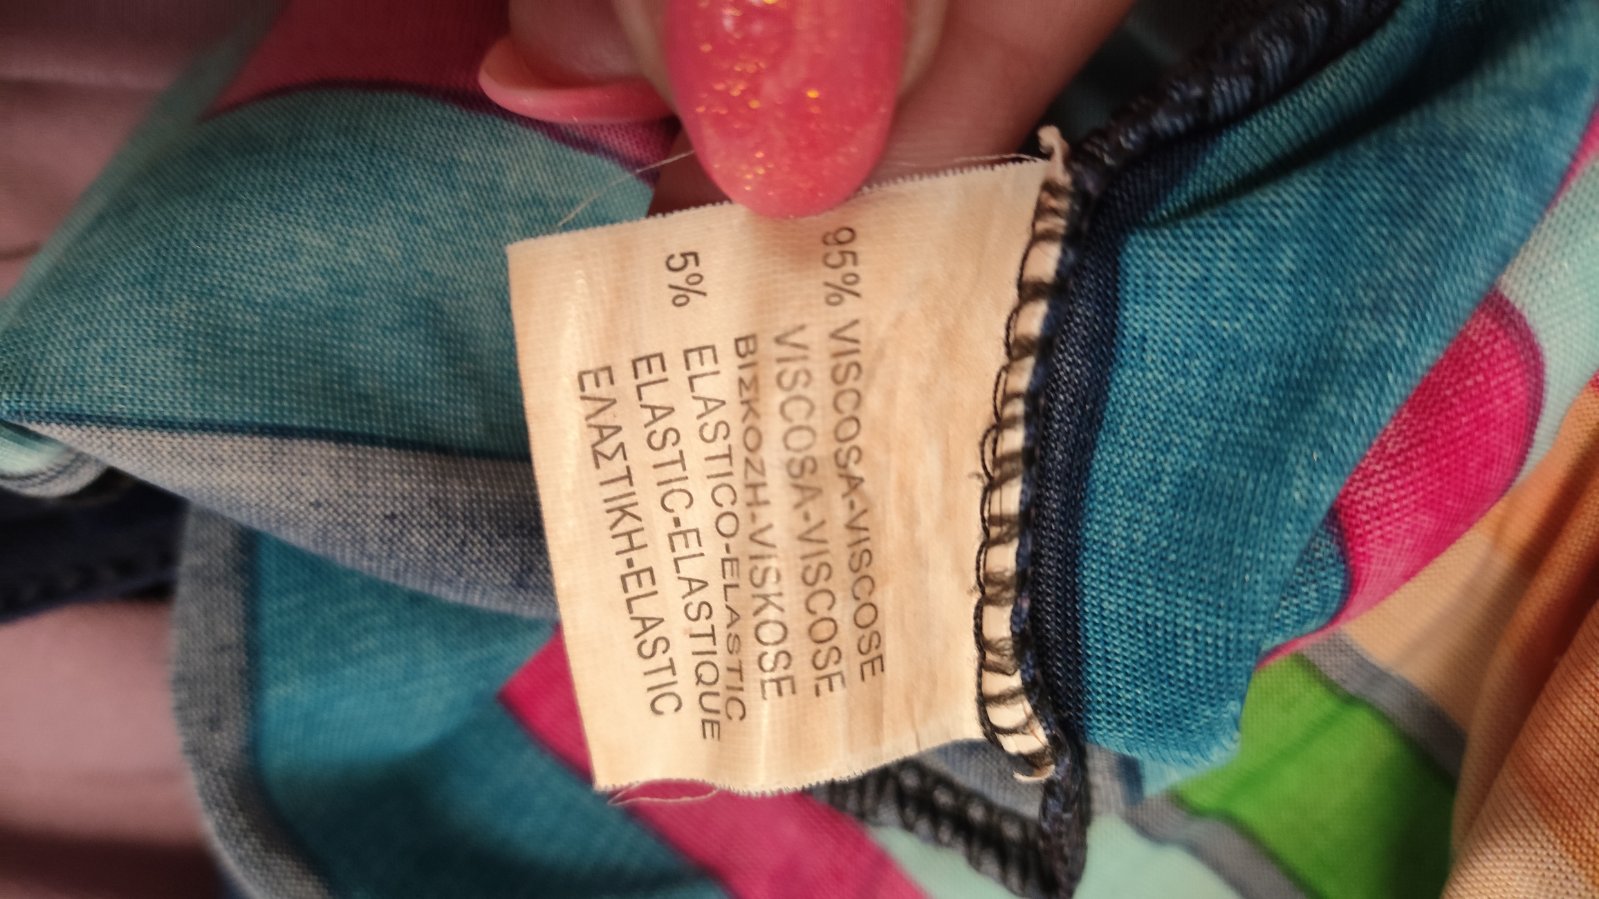 95% VISCOSA-VISCOSE
VISCOSA-VISCOSE
ΒΙΣΚΟΖΗ-VISKOSE
5% ELASTICO-ELASTIC
ELASTIC-ELASTIQUE
ΕΛΑΣΤΙΚΗ-ELASTIC